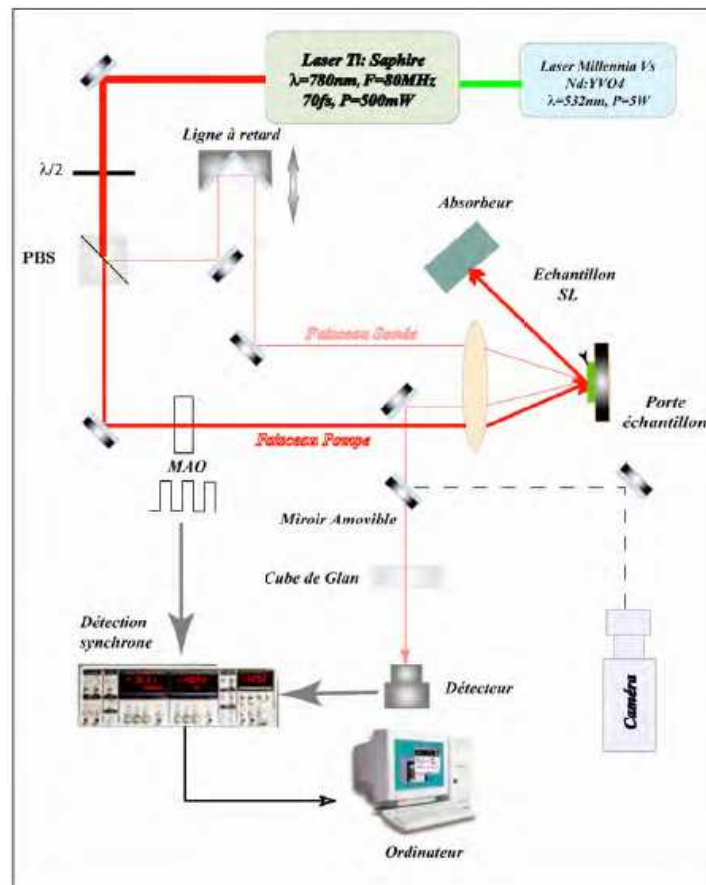 Laser Ti: Saphire
λ=780nm, F=80MHz
70fs, P=500mW
Laser Millennia Vs
Nd:YVO4
λ=532nm, P=5W
Ligne à retard
λ/2
Absorbeur
PBS
Echantillon
SL
Faisceau Sonde
Porte
échantillon
Faisceau Pompe
MAO
Miroir Amovible
Cube de Glan
Détection
synchrone
Détecteur
Caméra
Ordinateur